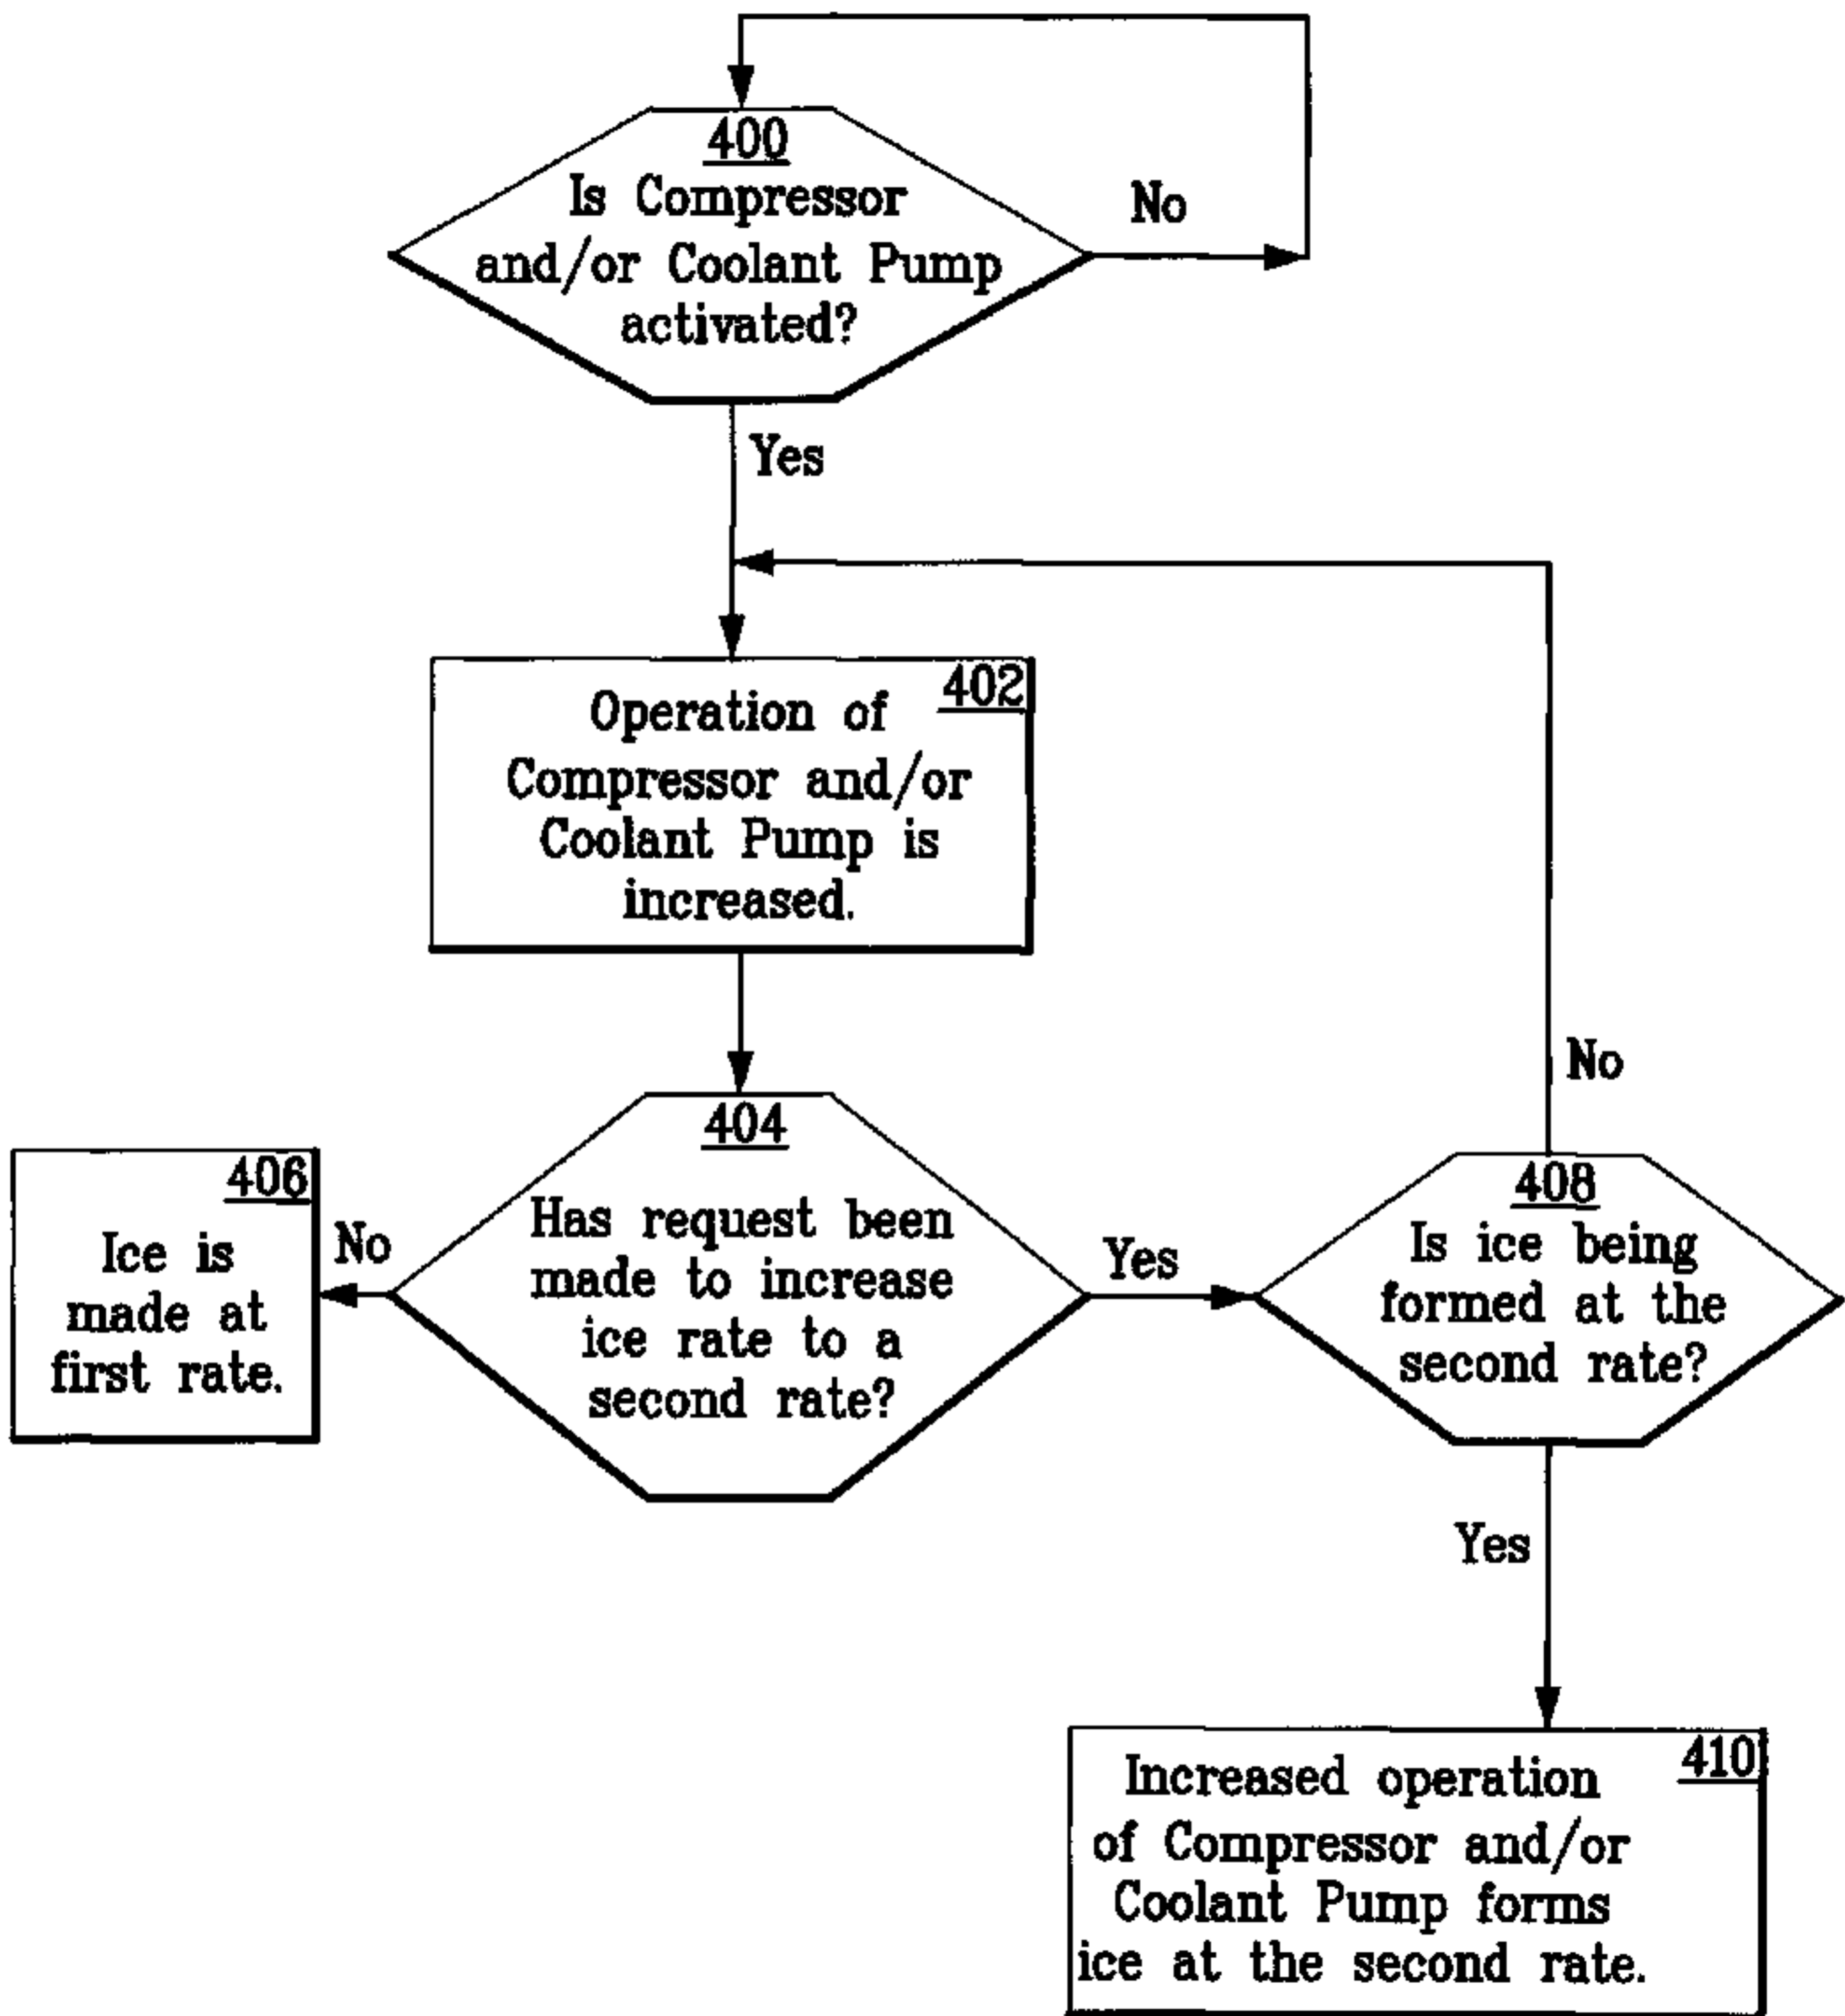 400
Is Compressor
and/or Coolant Pump
activated?
No
Yes
402
Operation of
Compressor and/or
Coolant Pump is
increased.
No
404
Has request been
made to increase
ice rate to a
second rate?
406
Ice is
made at
first rate.
No
Yes
408
Is ice being
formed at the
second rate?
Yes
410
Increased operation
of Compressor and/or
Coolant Pump forms
ice at the second rate.